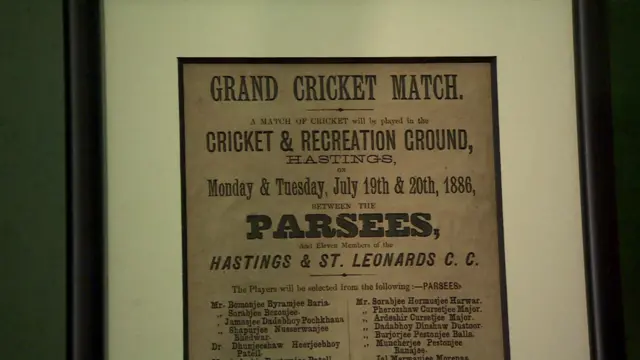 GRAND CRICKET MATCH.
A MATCH OF CRICKET will be played in the
CRICKET & RECREATION GROUND,
HASTINGS,
ON
Monday & Tuesday, July 19th & 20th, 1886,
BETWEEN THE
PARSEES,
And Eleven Members of the
HASTINGS & ST. LEONARDS C. C.
The Players will be selected from the following :—PARSEES
Mr. Bomonjee Byramjee Baria.
„ Sorabjee Bezonjee.
„ Jamasjee Dadabhoy Pochkhana
„ Shapurjee Nusserwanjee
Bhedwar.
Dr Dhunjeeshaw Heerjeebhoy
Patell.
Mr. Sorabjee Hormusjee Harwar.
„ Pherozshaw Cursetjee Major.
„ Ardeshir Cursetjee Major.
„ Dadabhoy Dinshaw Dustoor.
„ Burjorjee Pestonjee Balla.
„ Muncherjee Pestonjee
Banajee.